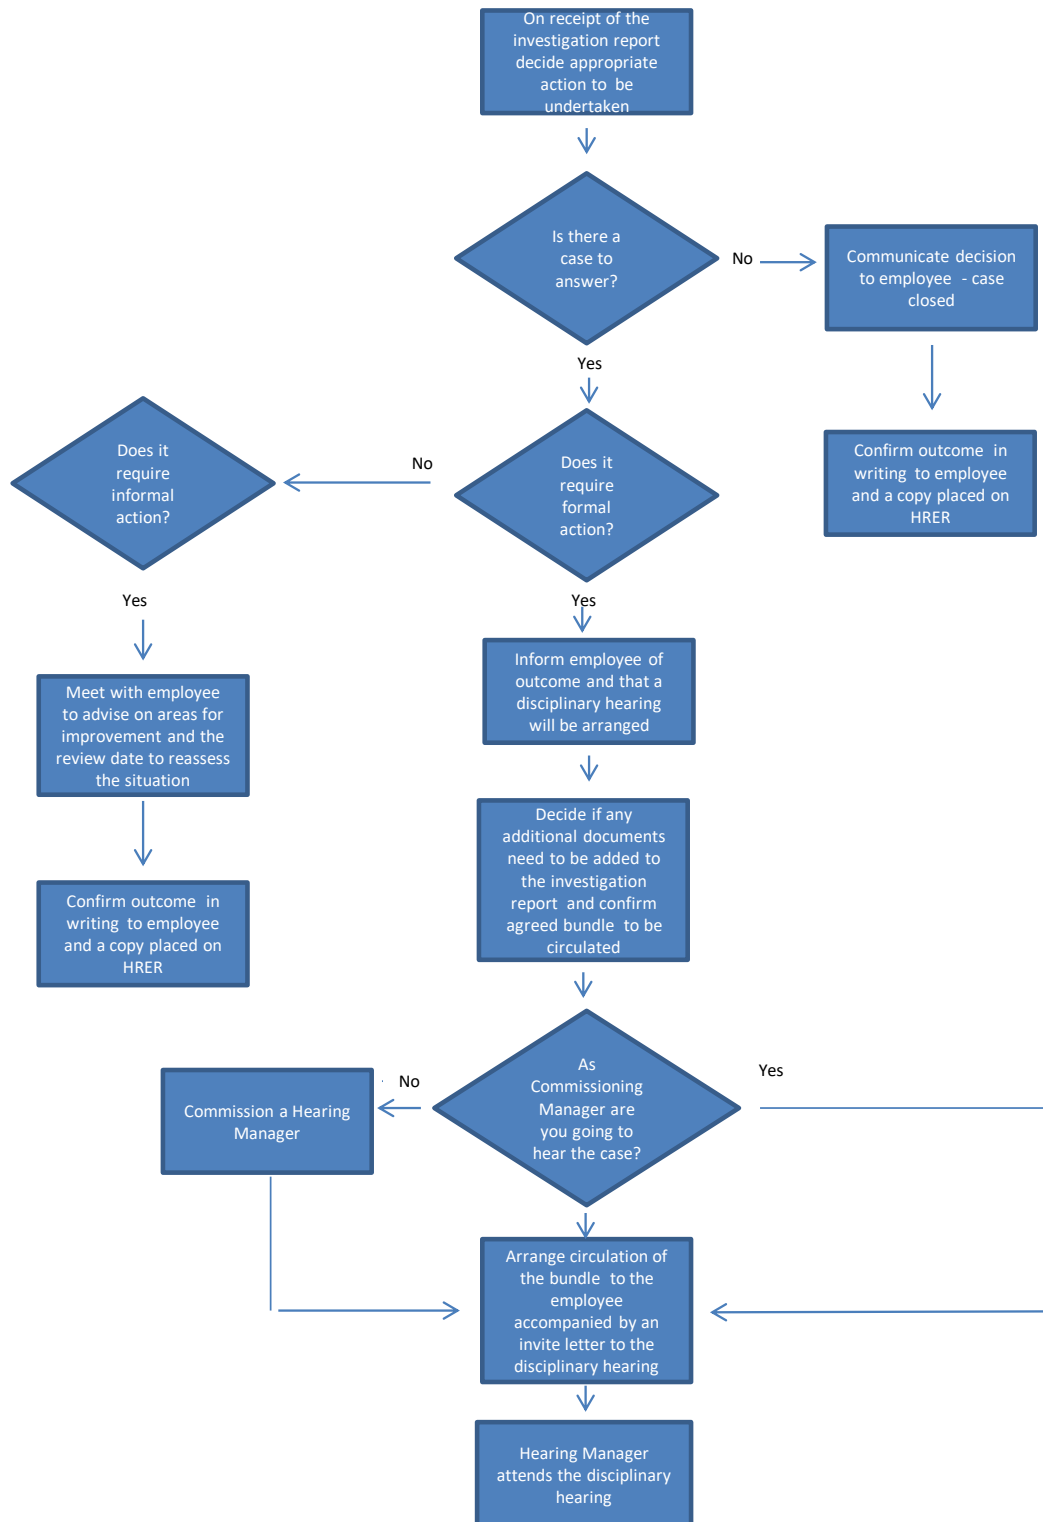 On receipt of the
investigation report
decide appropriate
action to be
undertaken
Is there a
case to
answer?
No
Communicate decision
to employee - case
closed
Yes
Confirm outcome in
writing to employee
and a copy placed on
HRER
Does it
require
formal
action?
No
Does it
require
informal
action?
Yes
Meet with employee
to advise on areas for
improvement and the
review date to reassess
the situation
Confirm outcome in
writing to employee
and a copy placed on
HRER
Yes
Inform employee of
outcome and that a
disciplinary hearing
will be arranged
Decide if any
additional documents
need to be added to
the investigation
report and confirm
agreed bundle to be
circulated
As
Commissioning
Manager are
you going to
hear the case?
No
Commission a Hearing
Manager
Yes
Arrange circulation of
the bundle to the
employee
accompanied by an
invite letter to the
disciplinary hearing
Hearing Manager
attends the disciplinary
hearing